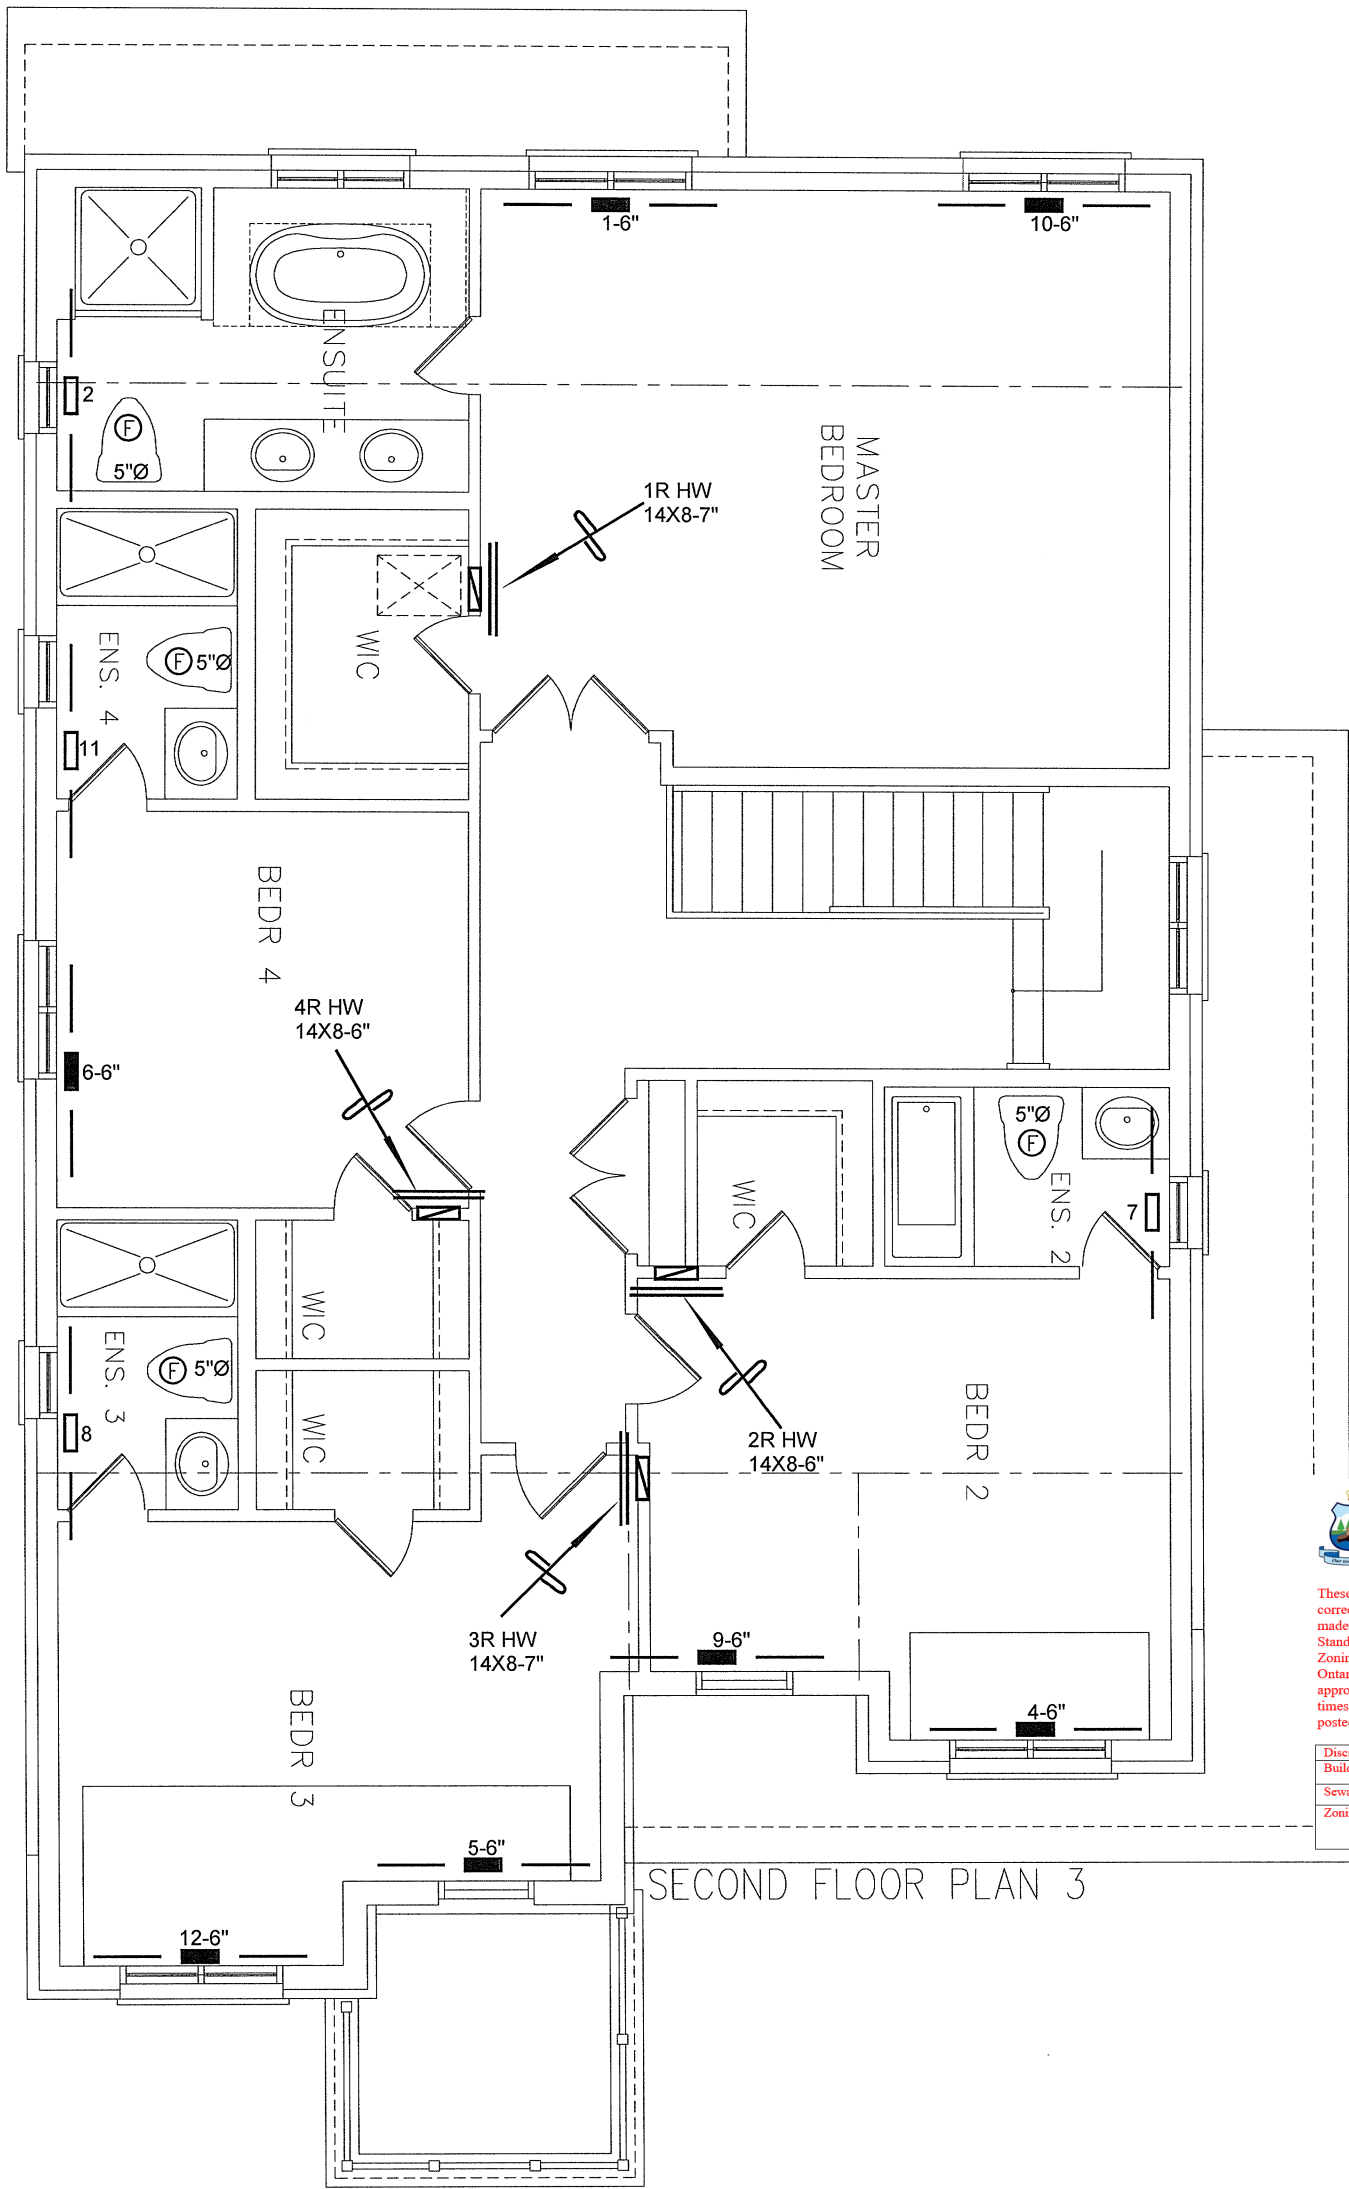 1-6"
10-6"
ENSUITE
2
F
5"Ø
MASTER
BEDROOM
1R HW
14X8-7"
WIC
ENS. 4
F
5"Ø
11
BEDR 4
4R HW
14X8-6"
6-6"
5"Ø
F
ENS. 2
7
WIC
WIC
ENS. 3
F
5"Ø
8
WIC
BEDR 2
2R HW
14X8-6"
3R HW
14X8-7"
9-6"
4-6"
BEDR 3
5-6"
12-6"
SECOND FLOOR PLAN 3
These
made
times